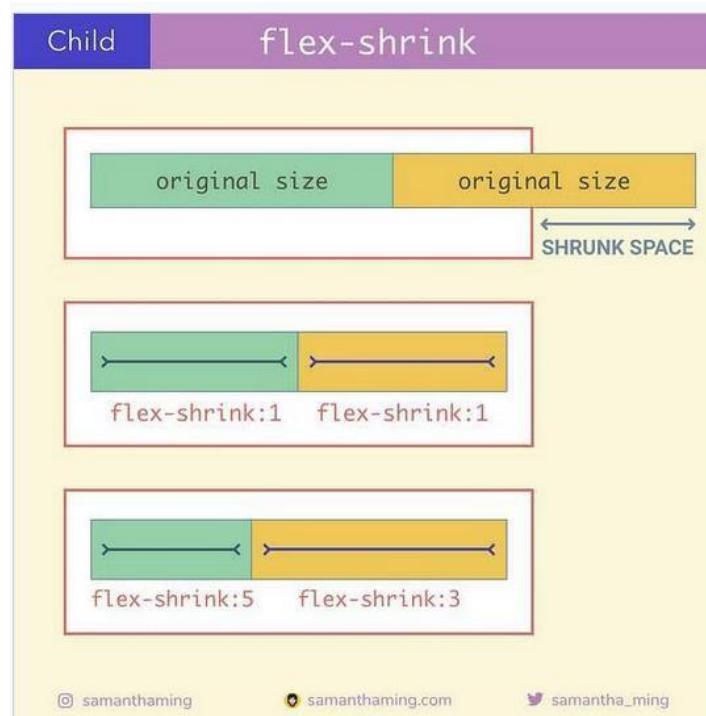 Child flex-shrink
original size original size
SHRUNK SPACE
flex-shrink:1 flex-shrink:1
flex-shrink:5 flex-shrink:3
samanthaming samanthaming.com samantha_ming